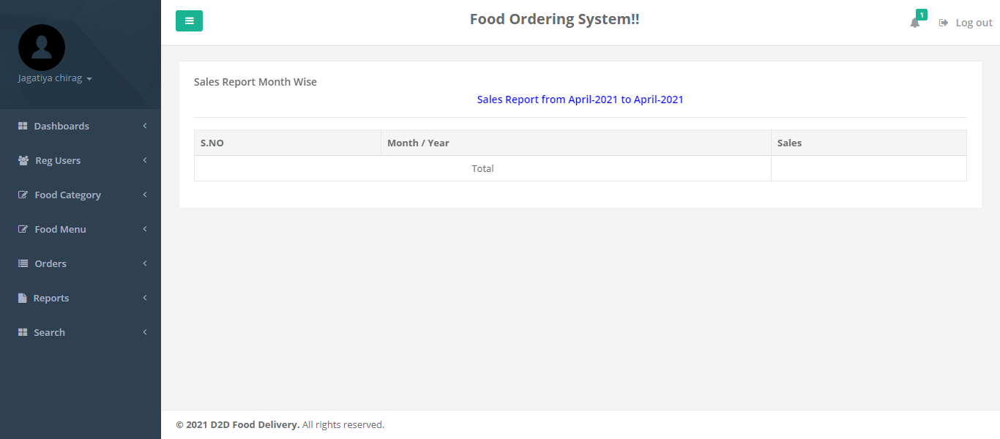 Food Ordering System!!
1
Log out
Jagatiya chirag
Dashboards
Reg Users
Food Category
Food Menu
Orders
Reports
Search
Sales Report Month Wise
Sales Report from April-2021 to April-2021
S.NO Month / Year Sales
Total
© 2021 D2D Food Delivery. All rights reserved.